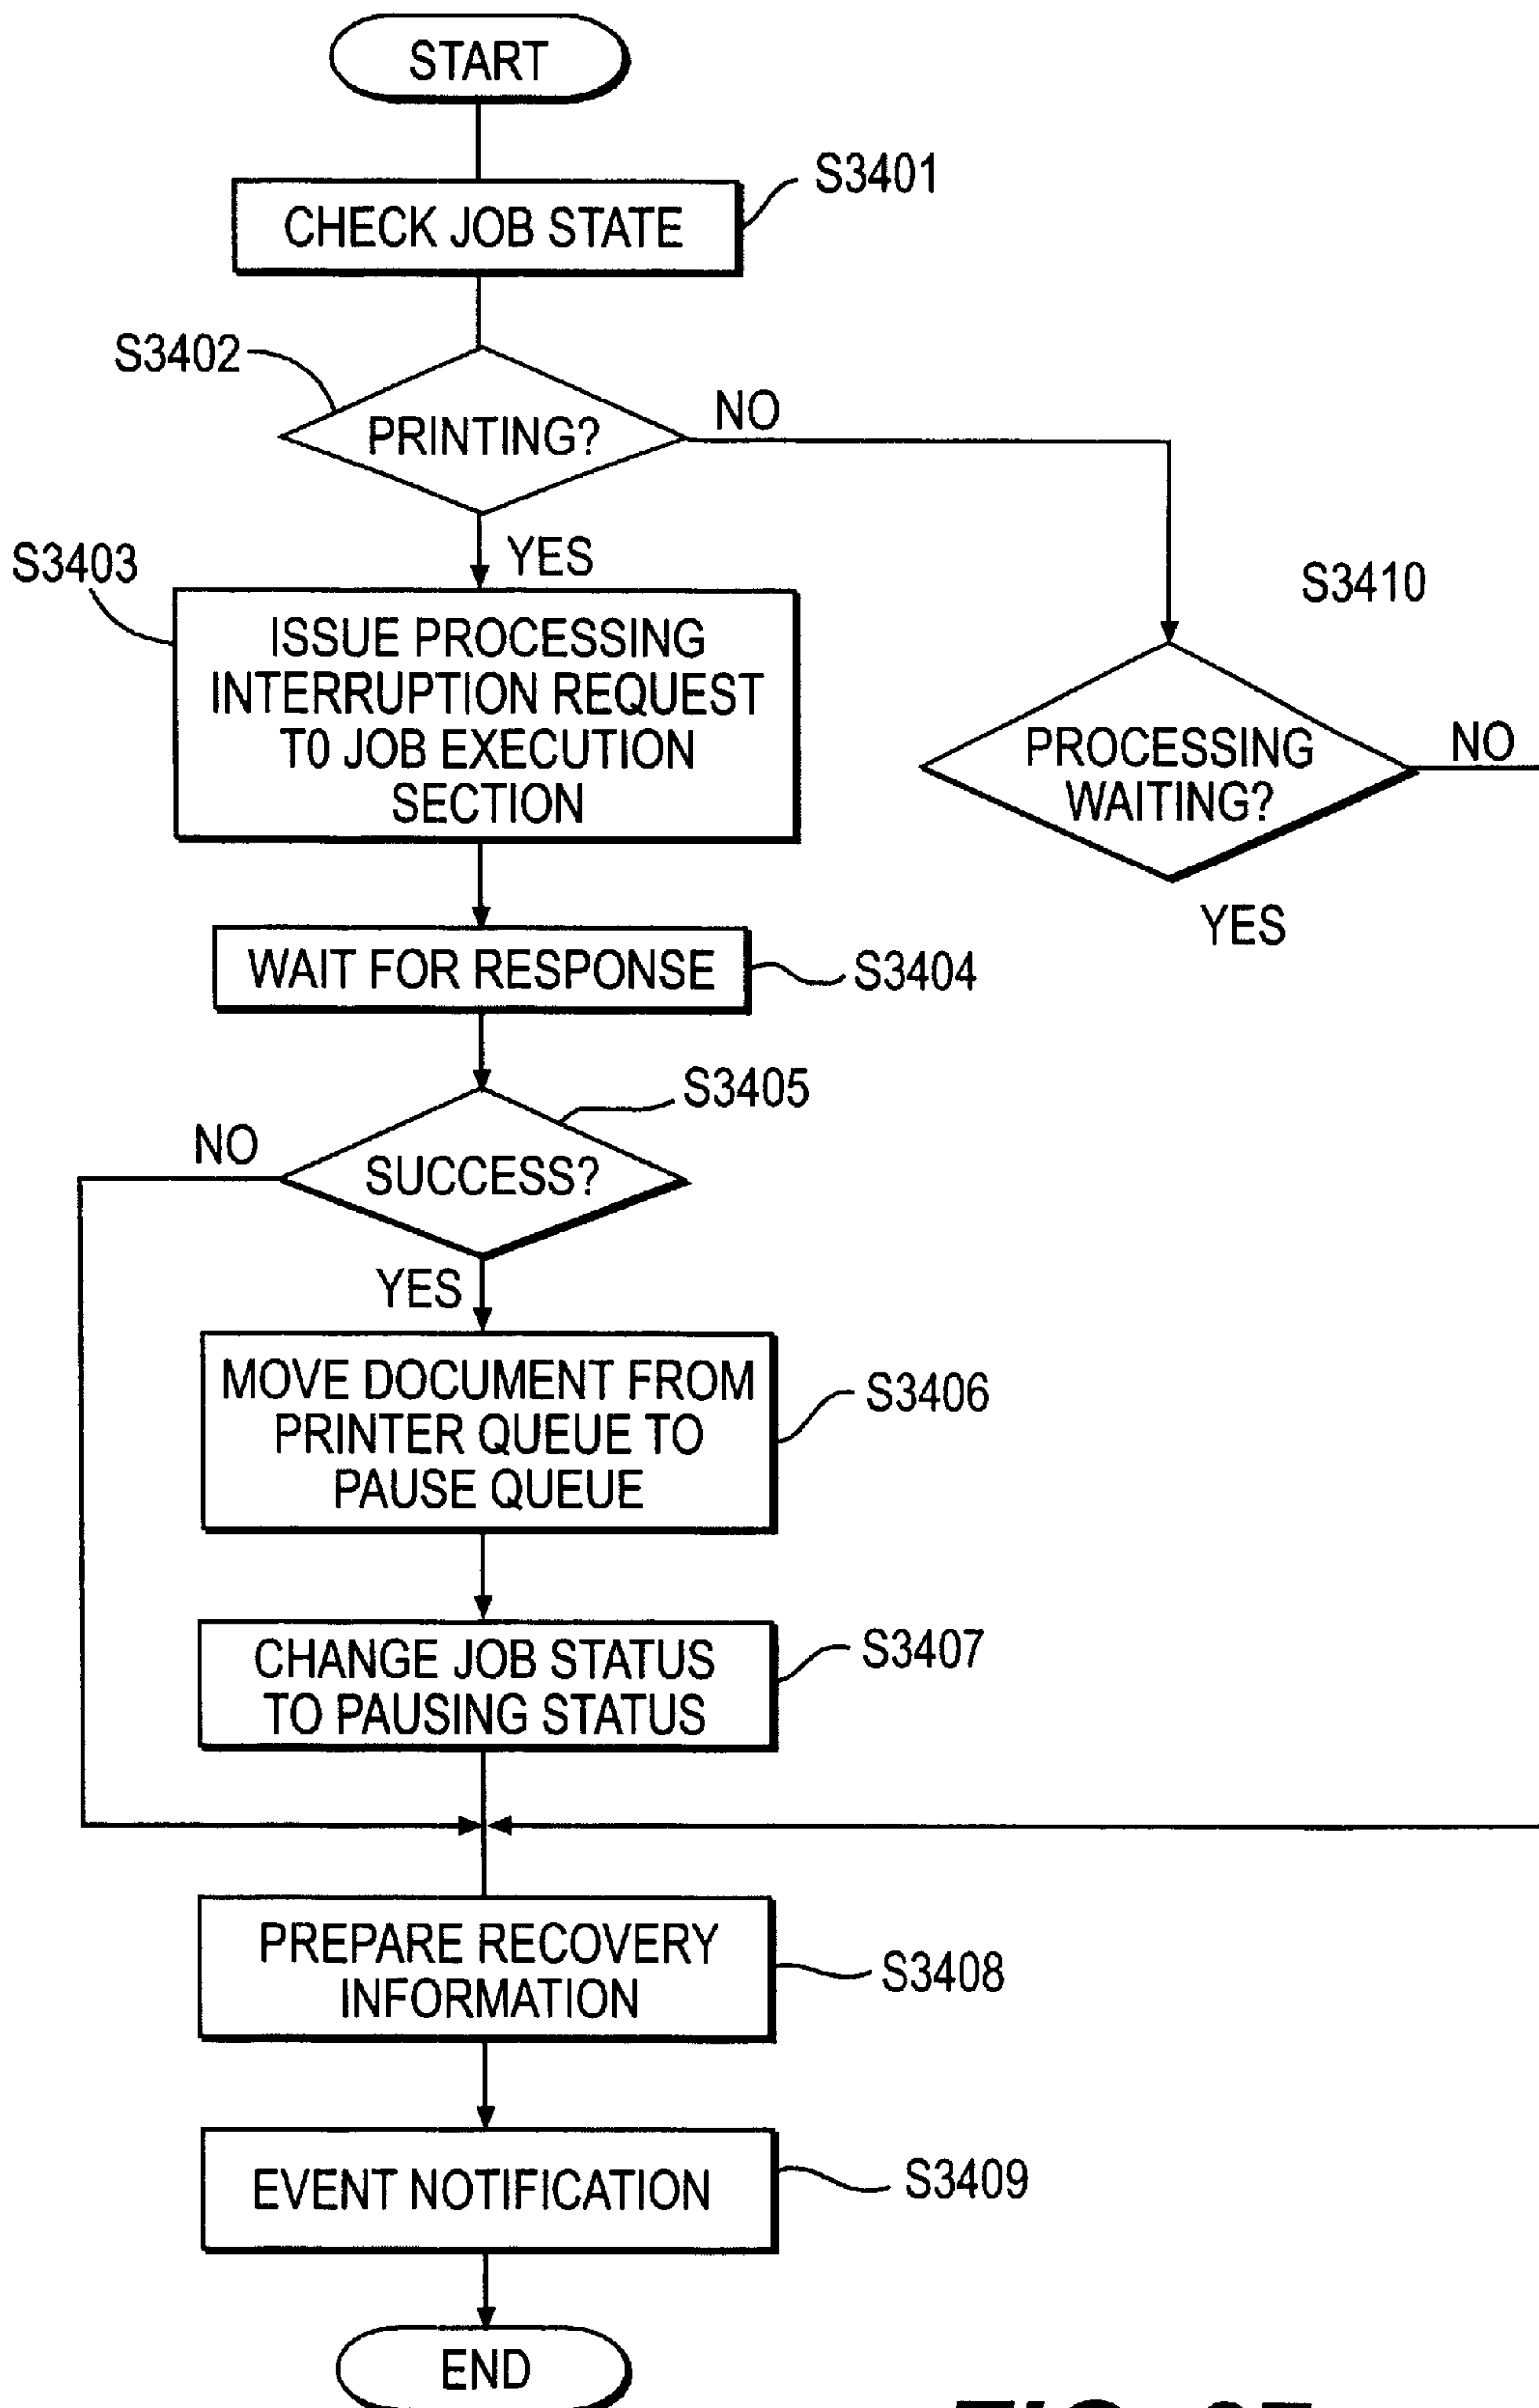 START
CHECK JOB STATE
S3401
S3402
PRINTING?
NO
YES
S3403
ISSUE PROCESSING
INTERRUPTION REQUEST
TO JOB EXECUTION
SECTION
S3410
PROCESSING
WAITING?
NO
YES
WAIT FOR RESPONSE
S3404
S3405
NO
SUCCESS?
YES
MOVE DOCUMENT FROM
PRINTER QUEUE TO
PAUSE QUEUE
S3406
CHANGE JOB STATUS
TO PAUSING STATUS
S3407
PREPARE RECOVERY
INFORMATION
S3408
EVENT NOTIFICATION
S3409
END